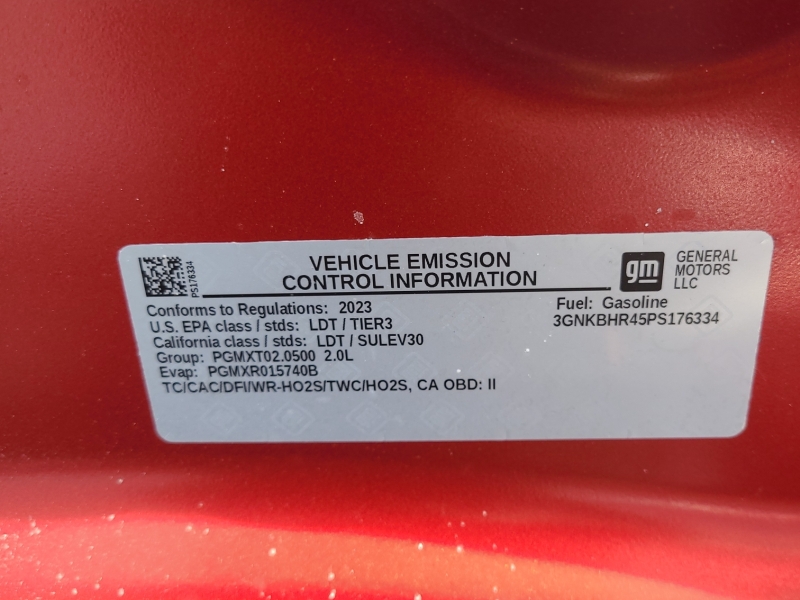 PS176334
VEHICLE EMISSION
CONTROL INFORMATION
gm
GENERAL
MOTORS
LLC
Conforms to Regulations: 2023
U.S. EPA class / stds: LDT / TIER3
California class / stds: LDT / SULEV30
Group: PGMXT02.0500 2.0L
Evap: PGMXR015740B
TC/CAC/DFI/WR-HO2S/TWC/HO2S, CA OBD: II
Fuel: Gasoline
3GNKBHR45PS176334